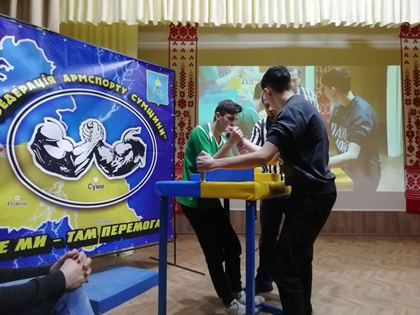 ФЕДЕРАЦІЯ АРМСПОРТУ СУМЩИНИ"
Суми
Ромни
Е МИ - ТАМ ПЕРЕМОГА